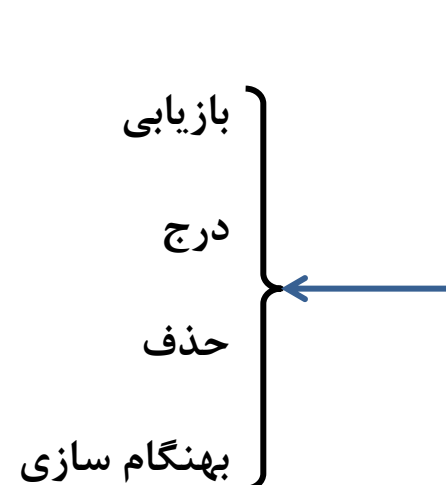 بازیابی
درج
حذف
بهنگام سازی